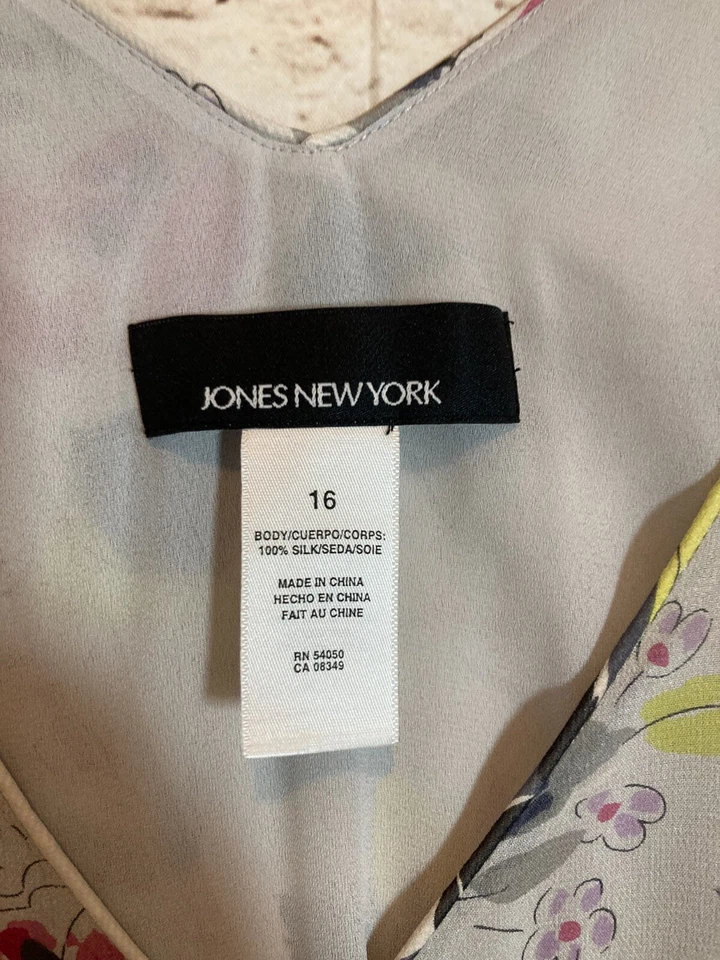 JONES NEW YORK
16
BODY/CUERPO/CORPS:
100% SILK/SEDA/SOIE
MADE IN CHINA
HECHO EN CHINA
FAIT AU CHINE
RN 54050
CA 08349